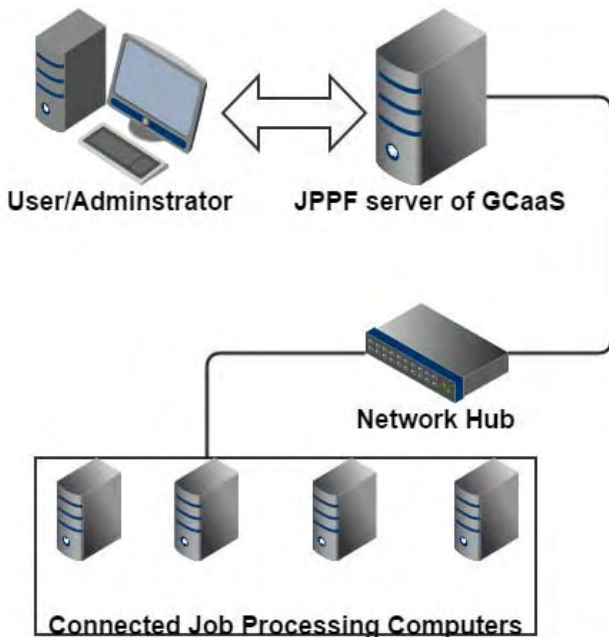 User/Adminstrator
JPPF server of GCaaS
Network Hub
Connected Job Processing Computers